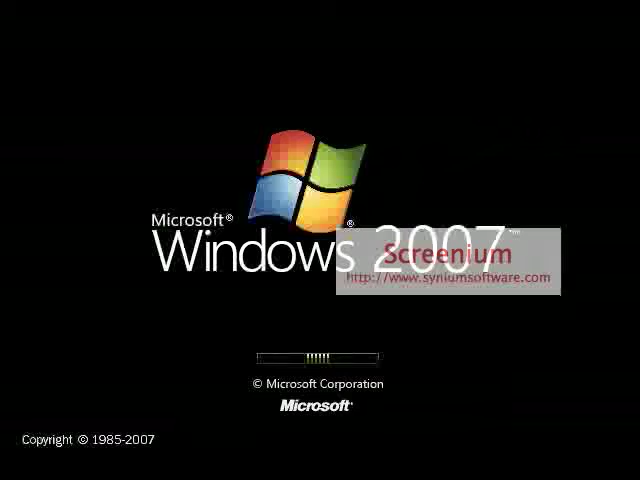 Microsoft®
®
Windows 2007™
Screenium
http://www.syniumsoftware.com
© Microsoft Corporation
Microsoft®
Copyright © 1985-2007